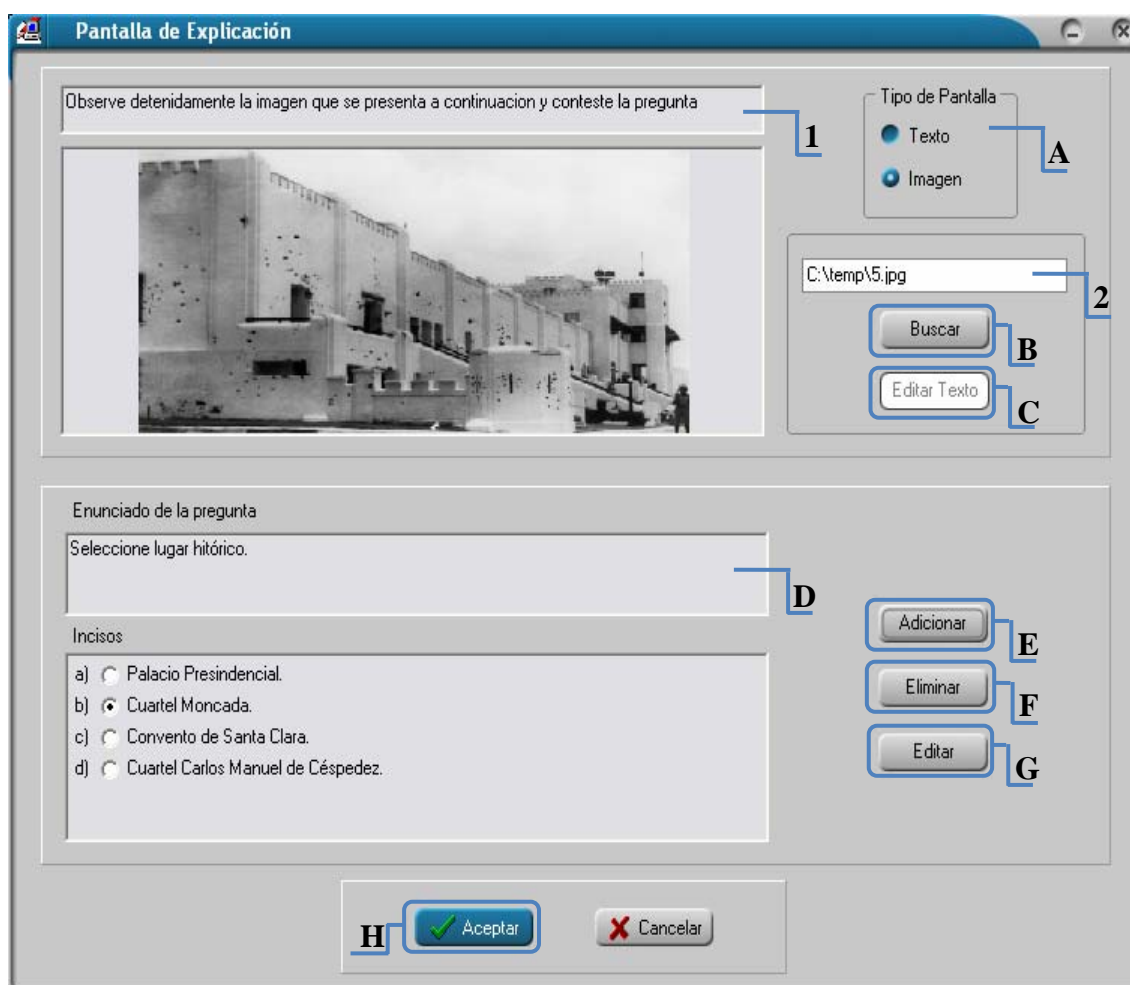 Pantalla de Explicación
Observe detenidamente la imagen que se presenta a continuacion y conteste la pregunta
1
Tipo de Pantalla
Texto
A
Imagen
C:\temp\5.jpg
2
Buscar
B
Editar Texto
C
Enunciado de la pregunta
Seleccione lugar hitórico.
D
Incisos
Adicionar
E
a) Palacio Presindencial.
Eliminar
b) Cuartel Moncada.
F
c) Convento de Santa Clara.
Editar
d) Cuartel Carlos Manuel de Céspedez.
G
H
Aceptar
Cancelar